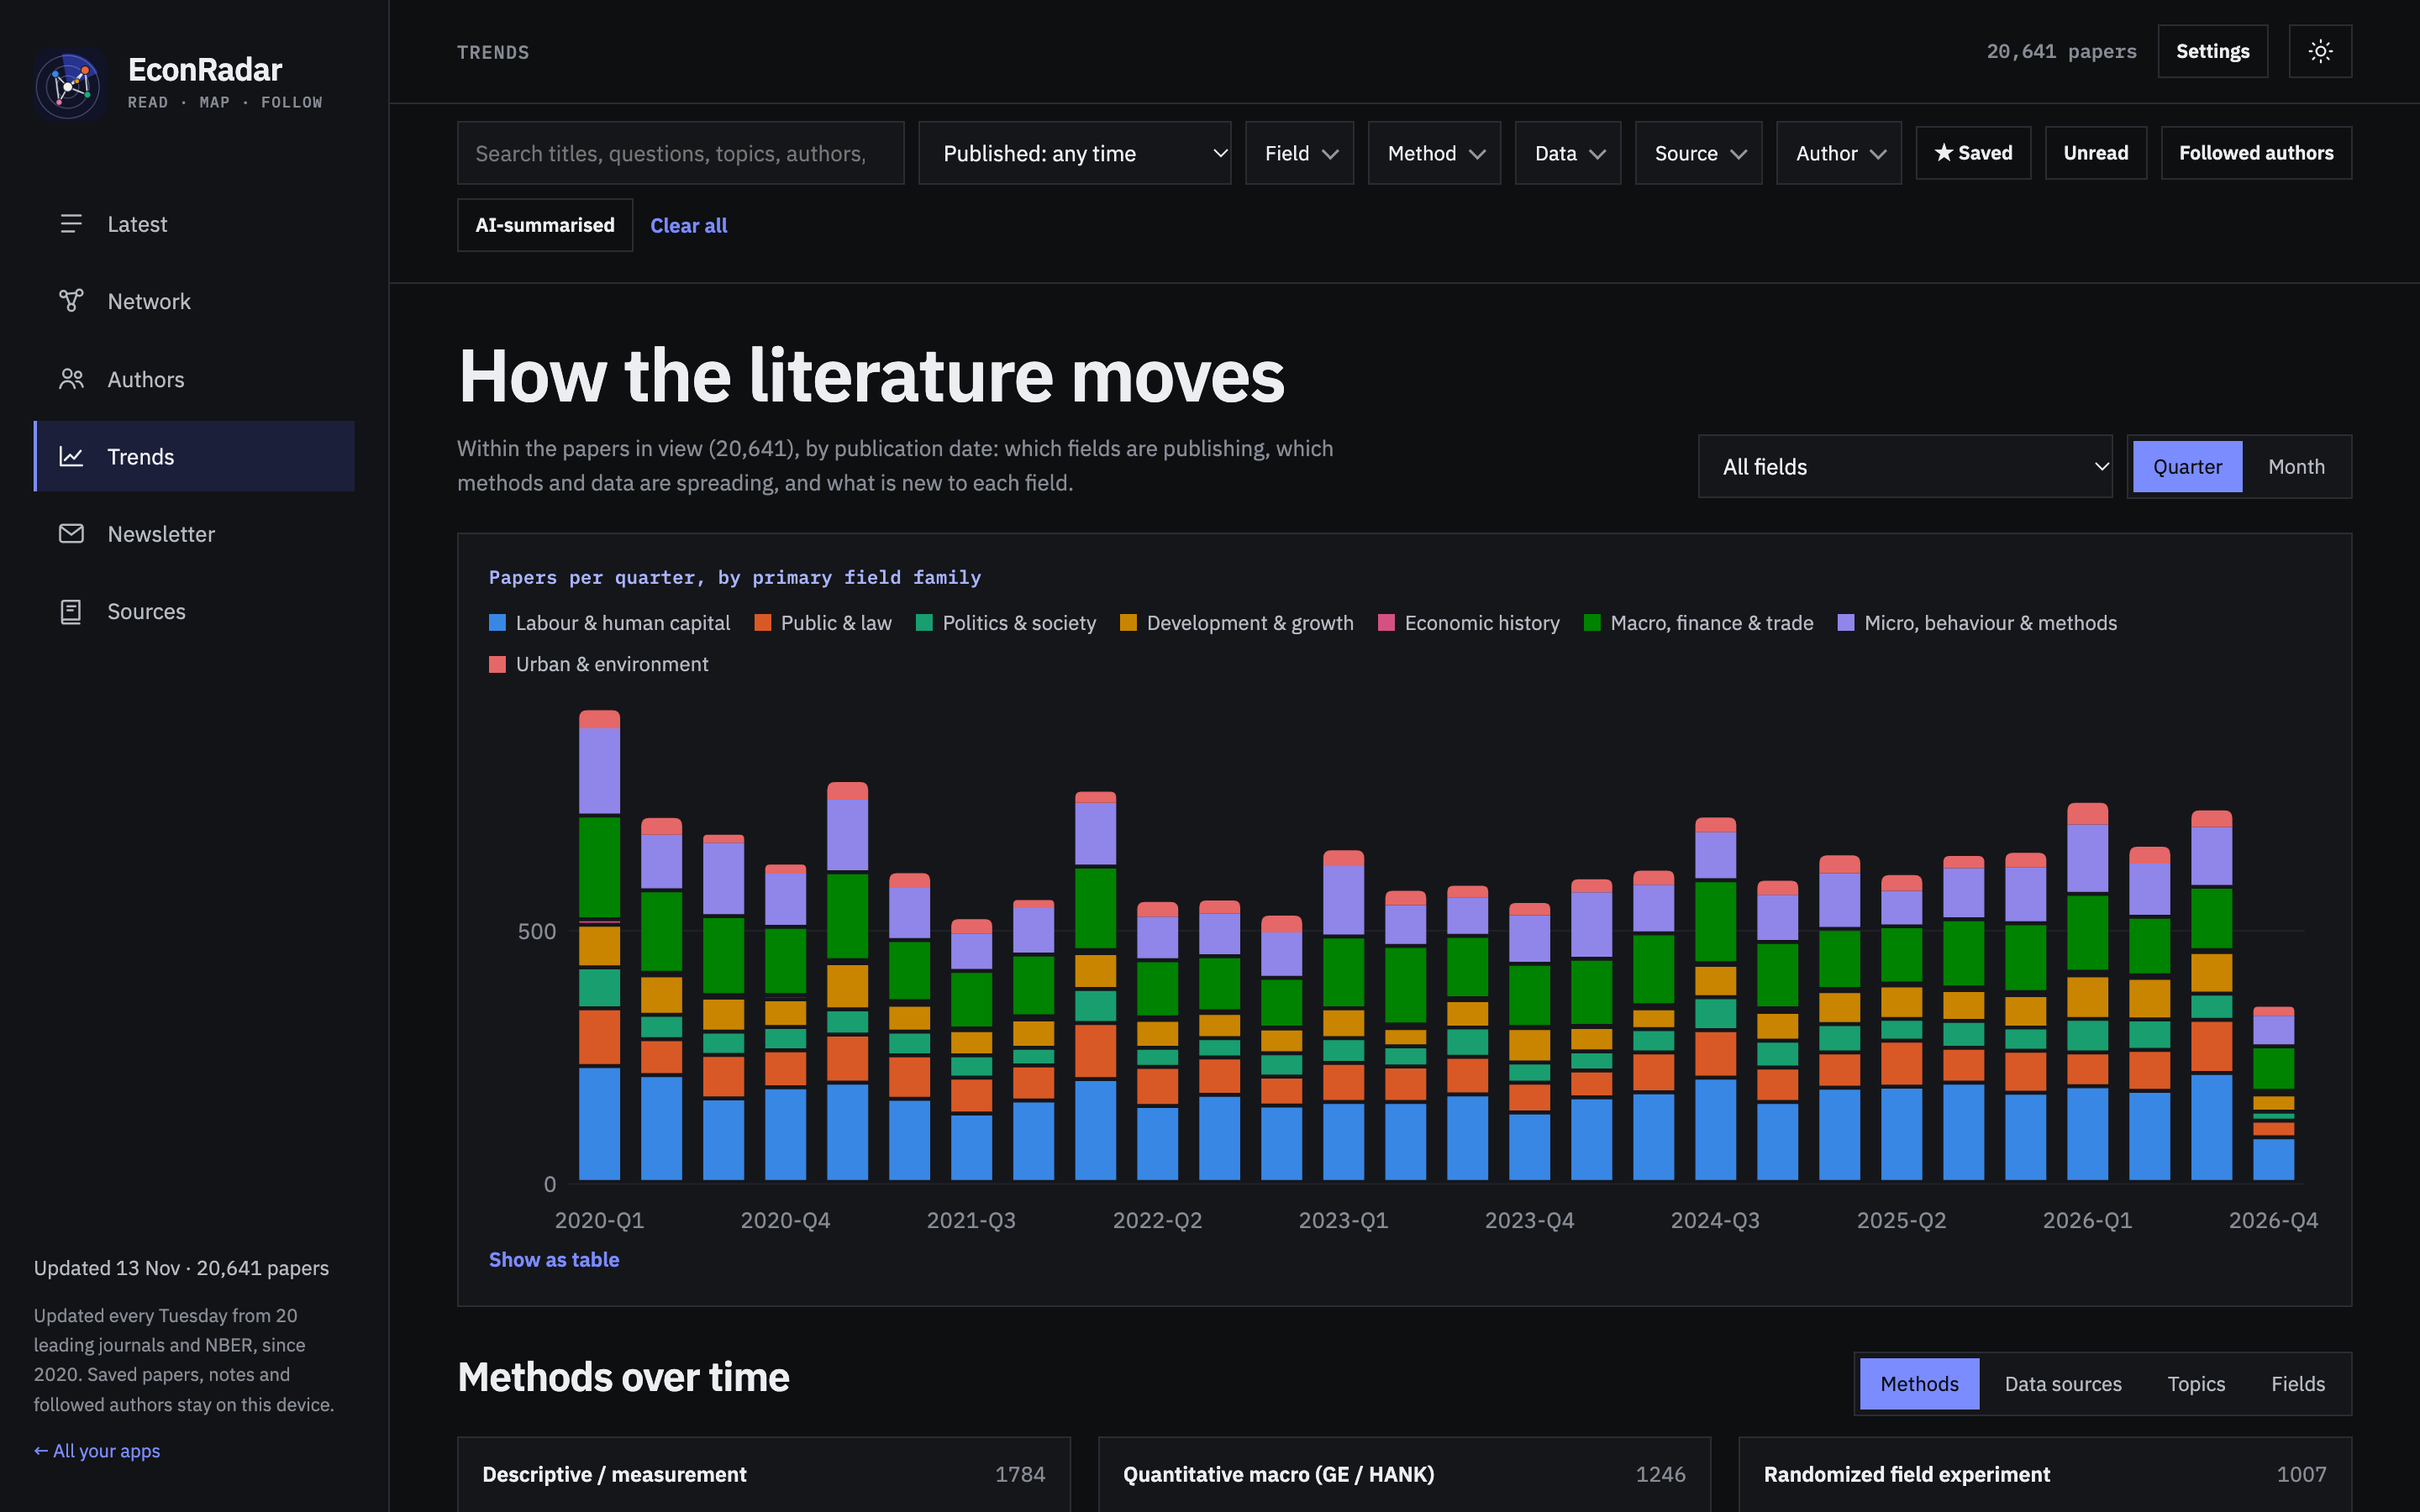 EconRadar
READ · MAP · FOLLOW
Latest
Network
Authors
Trends
Newsletter
Sources
Updated 13 Nov · 20,641 papers
Updated every Tuesday from 20
leading journals and NBER, since
2020. Saved papers, notes and
followed authors stay on this device.
← All your apps
TRENDS
20,641 papers
Settings
Search titles, questions, topics, authors,
Published: any time
Field
Method
Data
Source
Author
★ Saved
Unread
Followed authors
AI-summarised
Clear all
How the literature moves
Within the papers in view (20,641), by publication date: which fields are publishing, which
methods and data are spreading, and what is new to each field.
All fields
Quarter
Month
Papers per quarter, by primary field family
Labour & human capital
Public & law
Politics & society
Development & growth
Economic history
Macro, finance & trade
Micro, behaviour & methods
Urban & environment
500
0
2020-Q1
2020-Q4
2021-Q3
2022-Q2
2023-Q1
2023-Q4
2024-Q3
2025-Q2
2026-Q1
2026-Q4
Show as table
Methods over time
Methods
Data sources
Topics
Fields
Descriptive / measurement
1784
Quantitative macro (GE / HANK)
1246
Randomized field experiment
1007